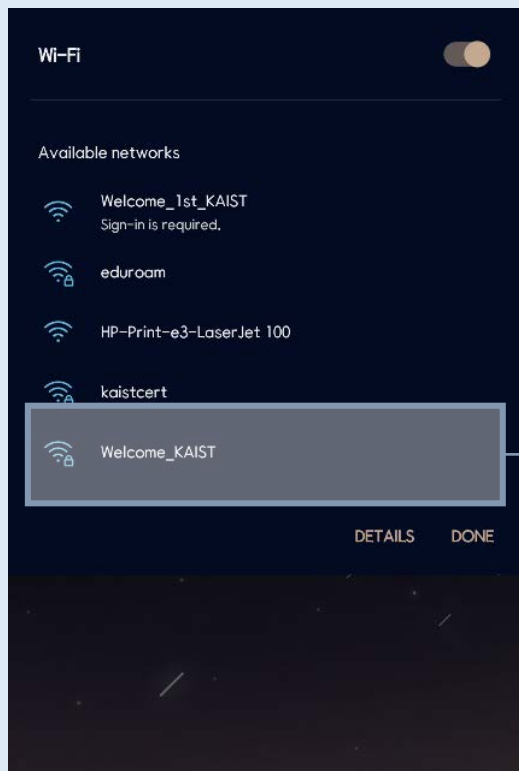 Wi-Fi
Available networks
Welcome_1st_KAIST
Sign-in is required.
eduroam
HP-Print-e3-LaserJet 100
kaistcert
Welcome_KAIST
DETAILS DONE